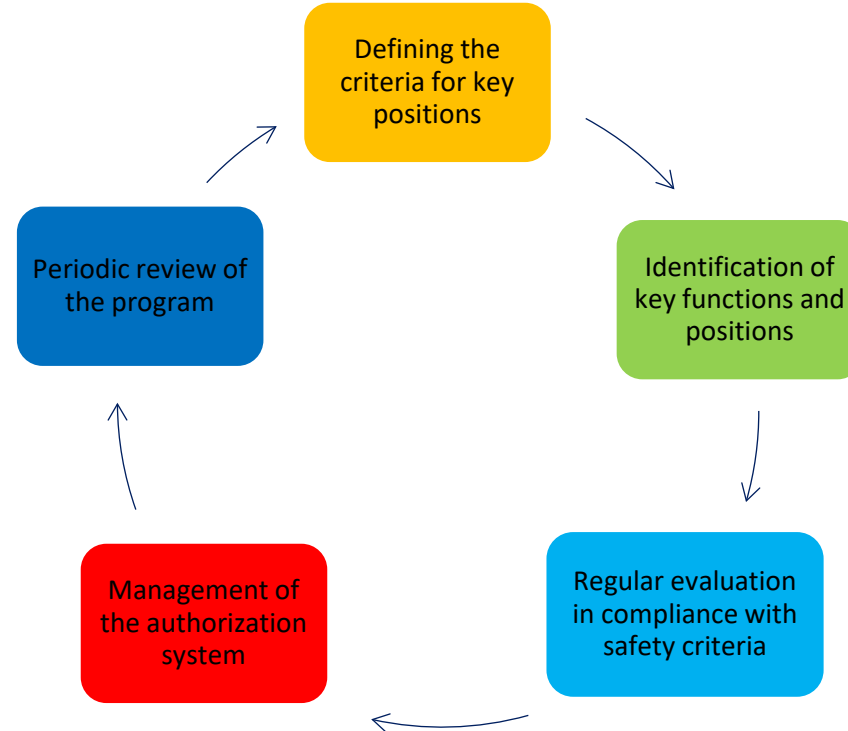 Defining the
criteria for key
positions
Identification of
key functions and
positions
Regular evaluation
in compliance with
safety criteria
Management of
the authorization
system
Periodic review of
the program